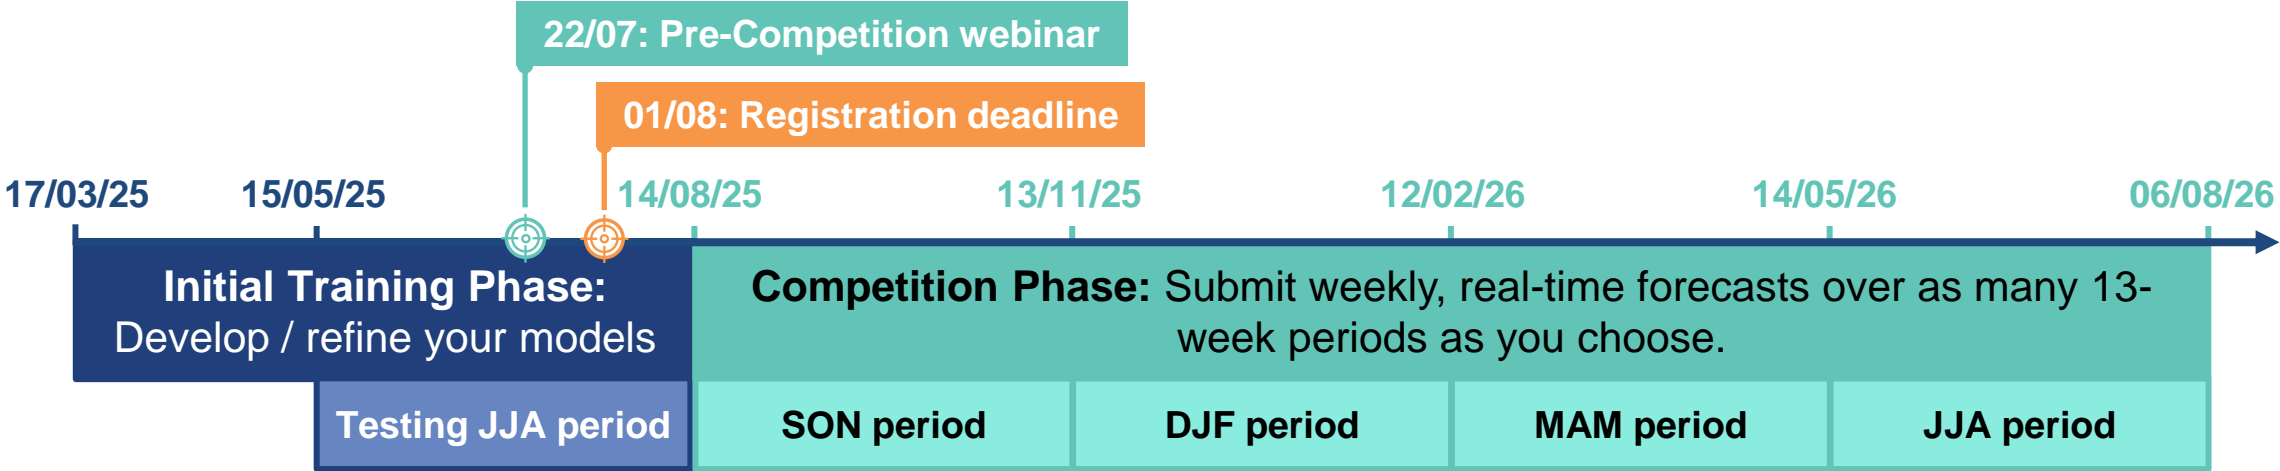 22/07: Pre-Competition webinar
01/08: Registration deadline
17/03/25 15/05/25 14/08/25 13/11/25 12/02/26 14/05/26 06/08/26
Initial Training Phase:
Develop / refine your models
Competition Phase: Submit weekly, real-time forecasts over as many 13-
week periods as you choose.
Testing JJA period SON period DJF period MAM period JJA period